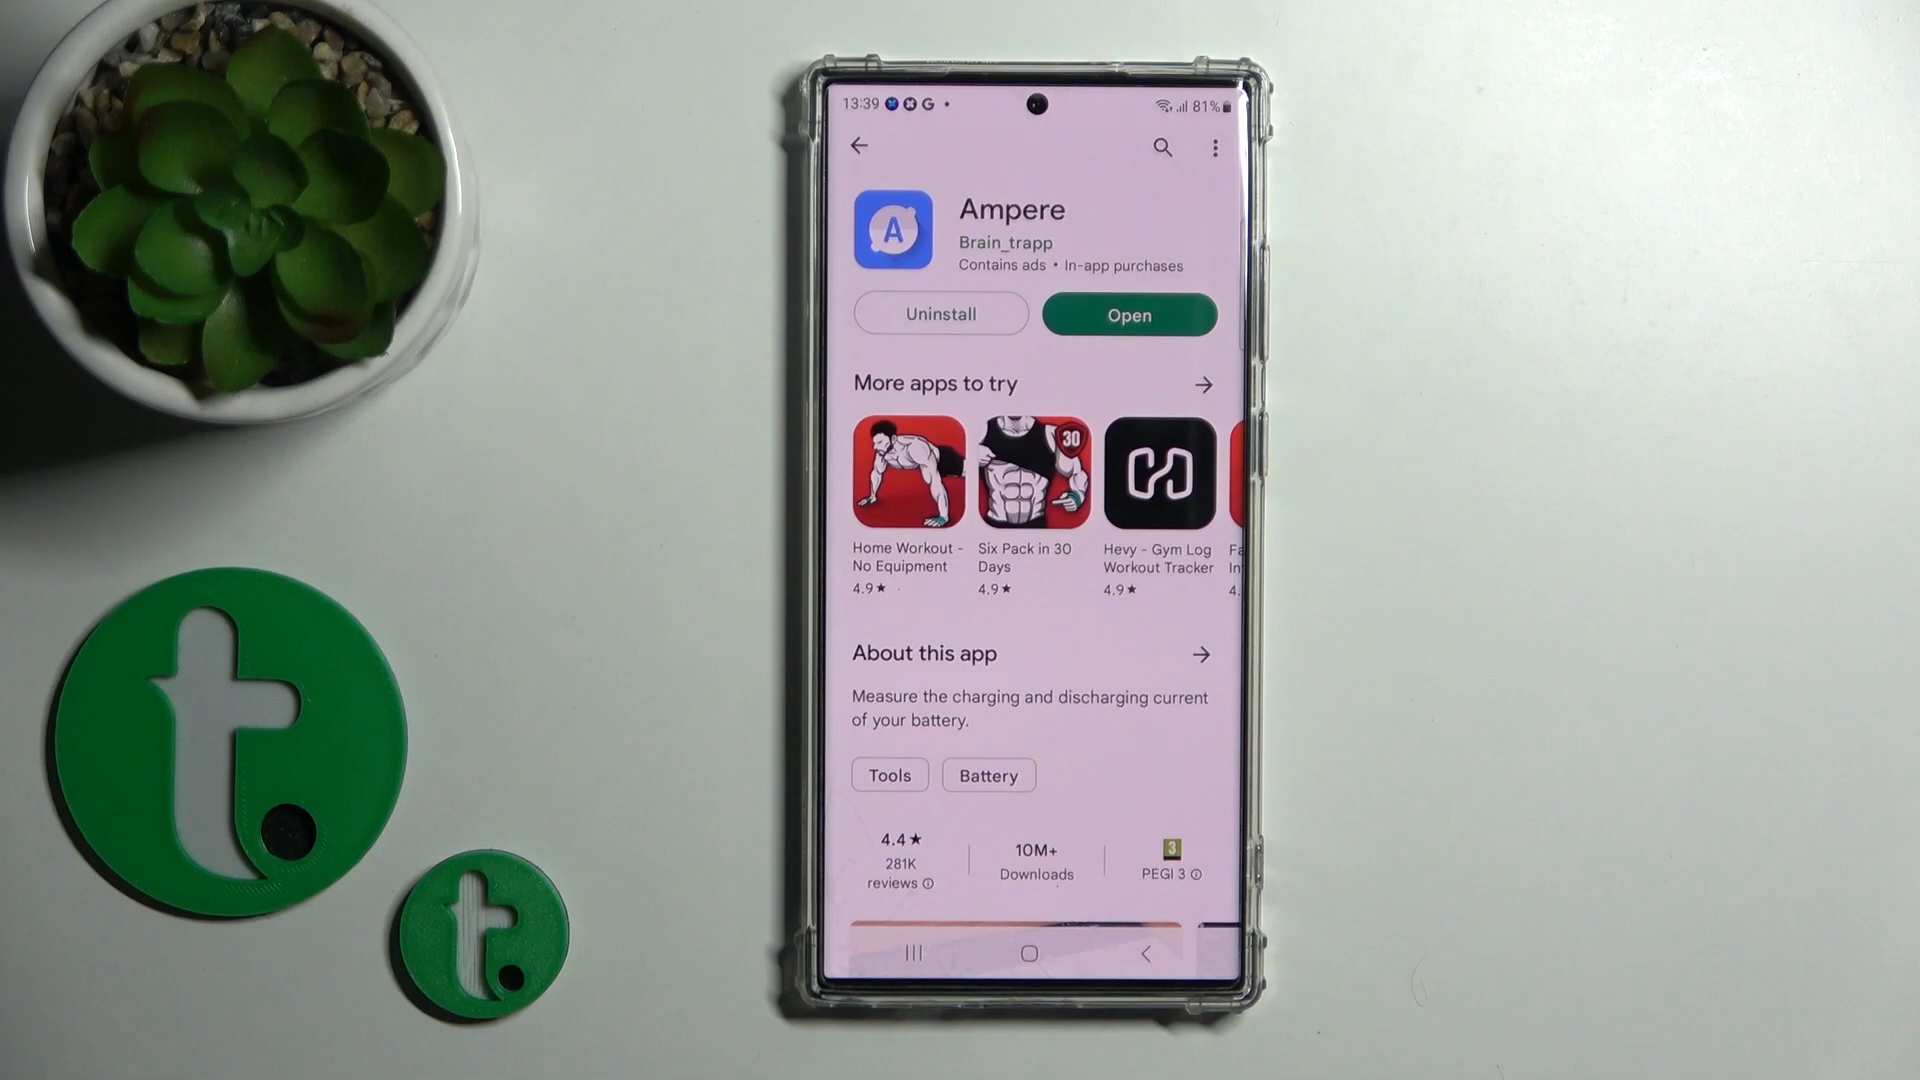 13:39 G 81%
Ampere
Brain_trapp
Contains ads • In-app purchases
Uninstall Open
More apps to try
30
Home Workout - No Equipment
4.9★
Six Pack in 30 Days
4.9★
Hevy - Gym Log Workout Tracker
4.9★
Fa
In
4.
About this app
Measure the charging and discharging current
of your battery.
Tools Battery
4.4★
281K
reviews
10M+
Downloads
3
PEGI 3
A
t
t